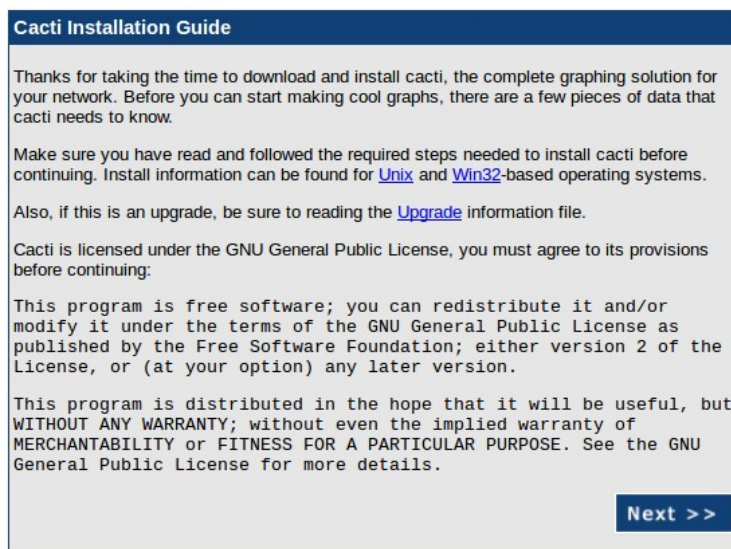 Cacti Installation Guide
Thanks for taking the time to download and install cacti, the complete graphing solution for
your network. Before you can start making cool graphs, there are a few pieces of data that
cacti needs to know.
Make sure you have read and followed the required steps needed to install cacti before
continuing. Install information can be found for Unix and Win32-based operating systems.
Also, if this is an upgrade, be sure to reading the Upgrade information file.
Cacti is licensed under the GNU General Public License, you must agree to its provisions
before continuing:
This program is free software; you can redistribute it and/or
modify it under the terms of the GNU General Public License as
published by the Free Software Foundation; either version 2 of the
License, or (at your option) any later version.
This program is distributed in the hope that it will be useful, but
WITHOUT ANY WARRANTY; without even the implied warranty of
MERCHANTABILITY or FITNESS FOR A PARTICULAR PURPOSE. See the GNU
General Public License for more details.
Next >>